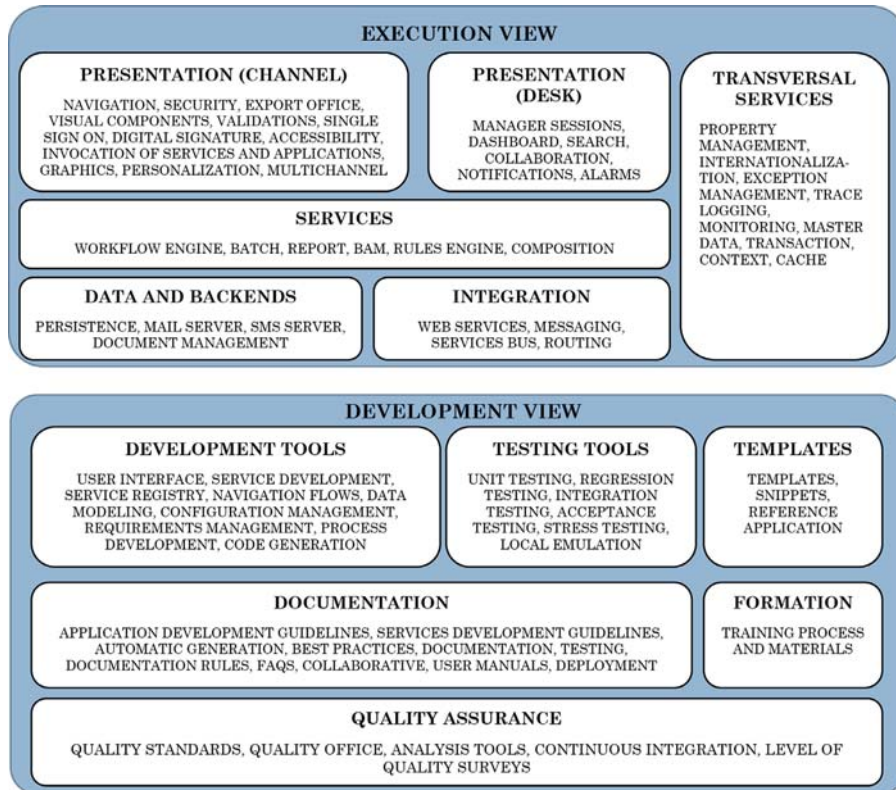 EXECUTION VIEW
PRESENTATION (CHANNEL)
NAVIGATION, SECURITY, EXPORT OFFICE,
VISUAL COMPONENTS, VALIDATIONS, SINGLE
SIGN ON, DIGITAL SIGNATURE, ACCESSIBILITY,
INVOCATION OF SERVICES AND APPLICATIONS,
GRAPHICS, PERSONALIZATION, MULTICHANNEL
PRESENTATION
(DESK)
MANAGER SESSIONS,
DASHBOARD, SEARCH,
COLLABORATION,
NOTIFICATIONS, ALARMS
TRANSVERSAL
SERVICES
PROPERTY
MANAGEMENT,
INTERNATIONALIZA-
TION, EXCEPTION
MANAGEMENT, TRACE
LOGGING,
MONITORING, MASTER
DATA, TRANSACTION,
CONTEXT, CACHE
SERVICES
WORKFLOW ENGINE, BATCH, REPORT, BAM, RULES ENGINE, COMPOSITION
DATA AND BACKENDS
PERSISTENCE, MAIL SERVER, SMS SERVER,
DOCUMENT MANAGEMENT
INTEGRATION
WEB SERVICES, MESSAGING,
SERVICES BUS, ROUTING
DEVELOPMENT VIEW
DEVELOPMENT TOOLS
USER INTERFACE, SERVICE DEVELOPMENT,
SERVICE REGISTRY, NAVIGATION FLOWS, DATA
MODELING, CONFIGURATION MANAGEMENT,
REQUIREMENTS MANAGEMENT, PROCESS
DEVELOPMENT, CODE GENERATION
TESTING TOOLS
UNIT TESTING, REGRESSION
TESTING, INTEGRATION
TESTING, ACCEPTANCE
TESTING, STRESS TESTING,
LOCAL EMULATION
TEMPLATES
TEMPLATES,
SNIPPETS,
REFERENCE
APPLICATION
DOCUMENTATION
APPLICATION DEVELOPMENT GUIDELINES, SERVICES DEVELOPMENT GUIDELINES,
AUTOMATIC GENERATION, BEST PRACTICES, DOCUMENTATION, TESTING,
DOCUMENTATION RULES, FAQS, COLLABORATIVE, USER MANUALS, DEPLOYMENT
FORMATION
TRAINING PROCESS
AND MATERIALS
QUALITY ASSURANCE
QUALITY STANDARDS, QUALITY OFFICE, ANALYSIS TOOLS, CONTINUOUS INTEGRATION, LEVEL OF
QUALITY SURVEYS